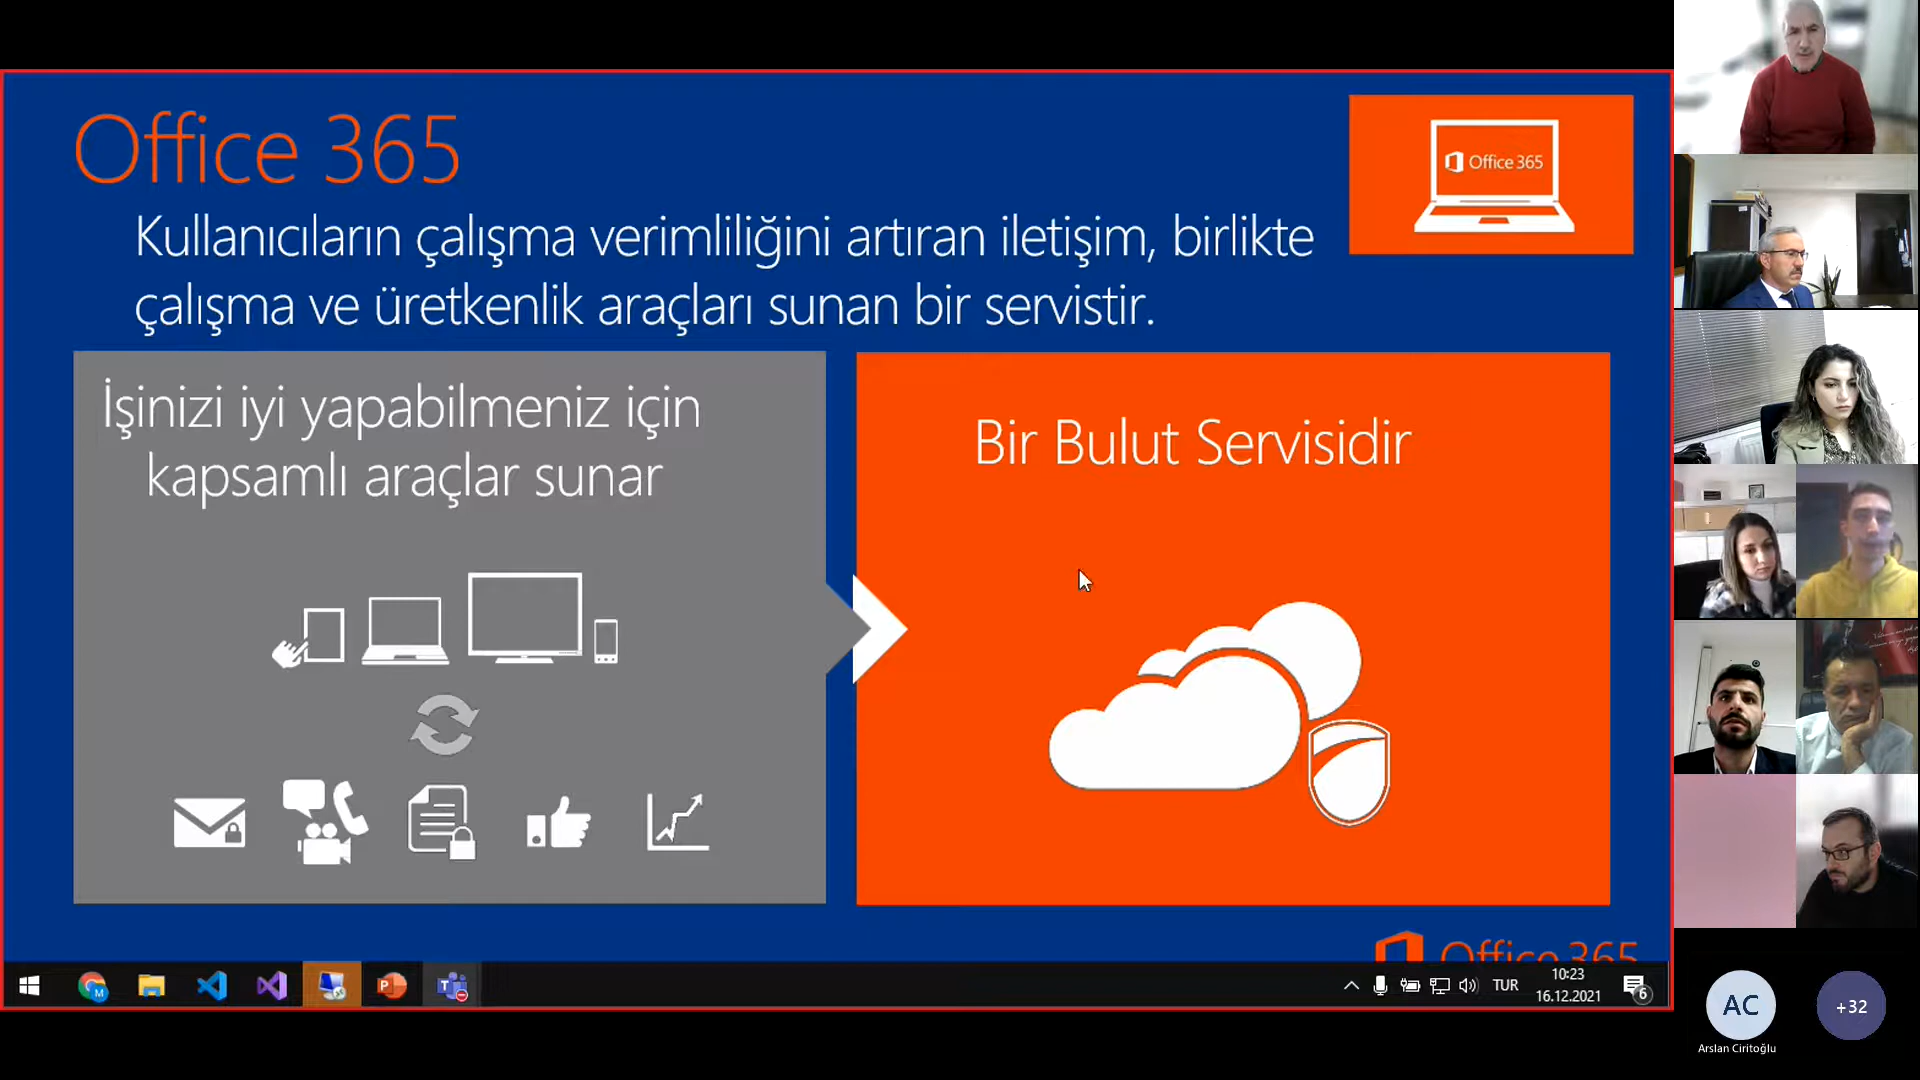 Office 365
Office 365
Kullanıcıların çalışma verimliliğini artıran iletişim, birlikte
çalışma ve üretkenlik araçları sunan bir servistir.
İşinizi iyi yapabilmeniz için
kapsamlı araçlar sunar
Bir Bulut Servisidir
Office 365
TUR
10:23
16.12.2021
6
AC
+32
Arslan Ciritoğlu